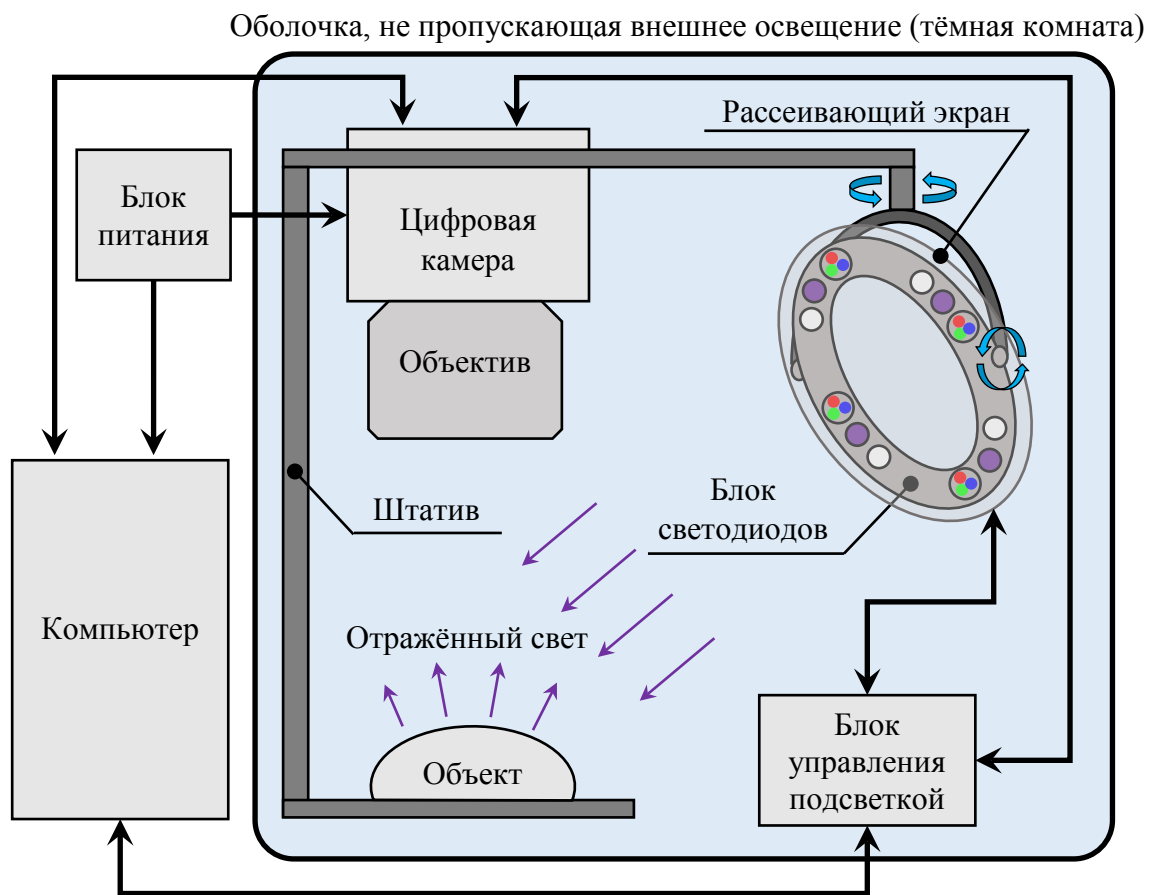 Оболочка, не пропускающая внешнее освещение (тёмная комната)
Рассеивающий экран
Блок
питания
Цифровая
камера
Объектив
Штатив
Блок
светодиодов
Компьютер
Отражённый свет
Объект
Блок
управления
подсветкой